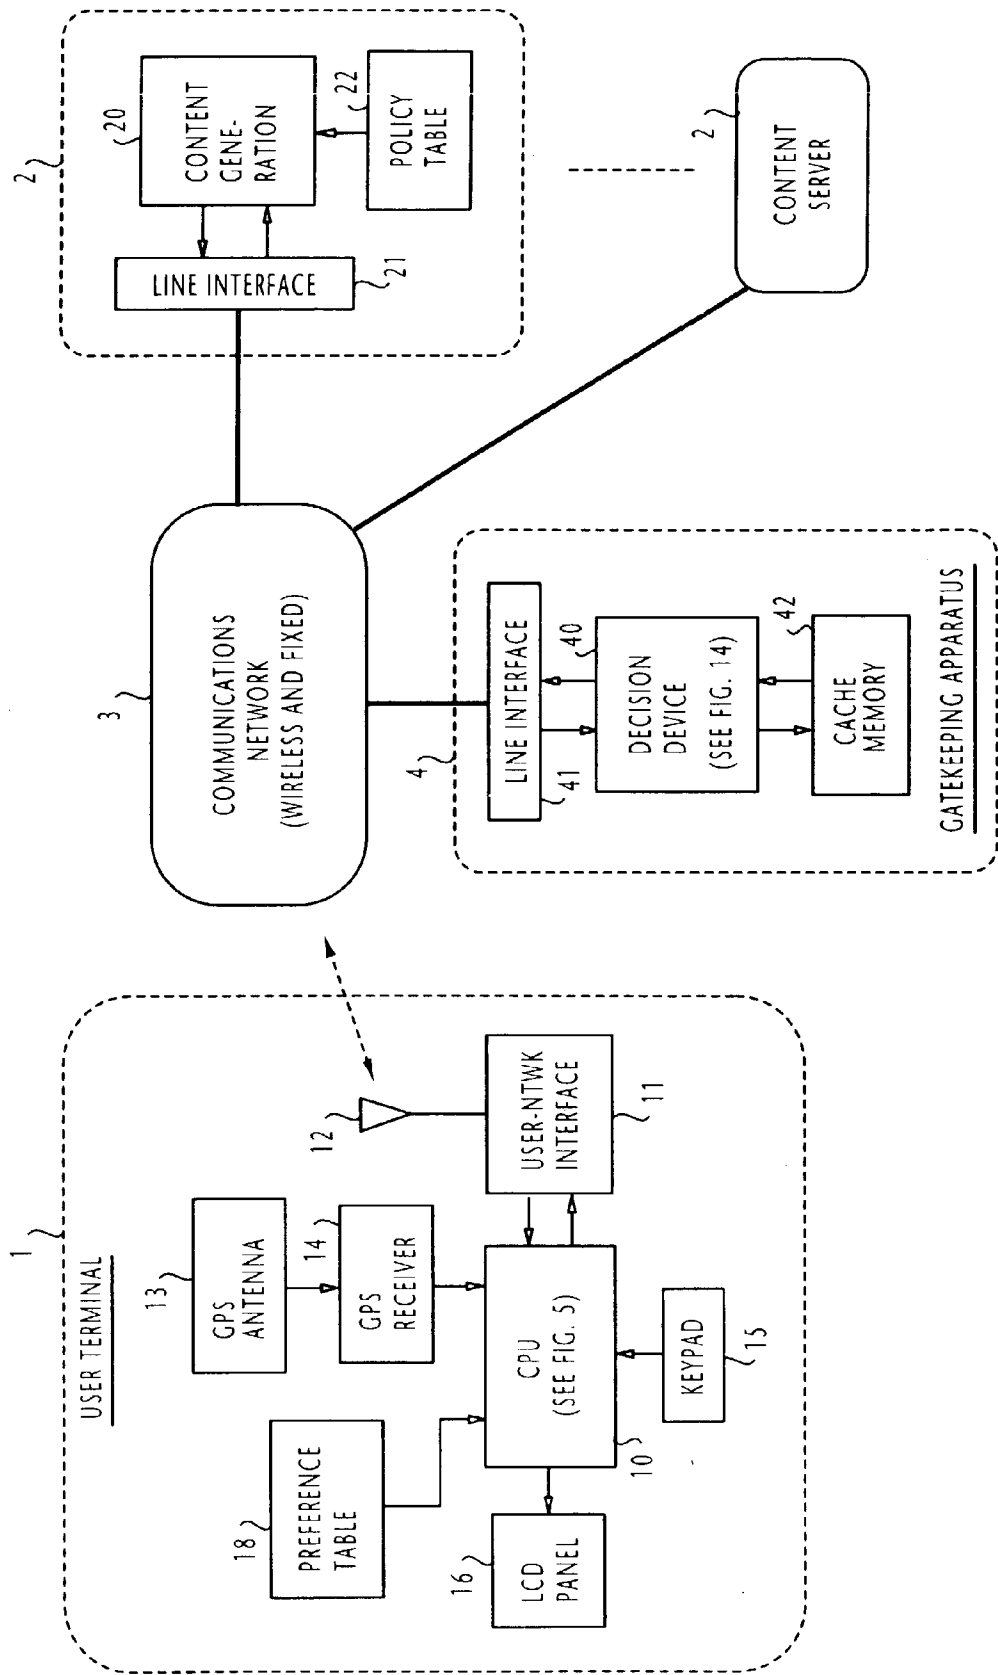 1
USER TERMINAL
18
PREFERENCE
TABLE
13
GPS
ANTENNA
14
GPS
RECEIVER
12
16
LCD
PANEL
10
CPU
(SEE FIG. 5)
USER-NTWK
INTERFACE
11
KEYPAD
15
3
COMMUNICATIONS
NETWORK
(WIRELESS AND FIXED)
4
LINE INTERFACE
41
40
DECISION
DEVICE
(SEE FIG. 14)
42
CACHE
MEMORY
GATEKEEPING APPARATUS
2
20
CONTENT
GENE-
RATION
LINE INTERFACE
21
22
POLICY
TABLE
2
CONTENT
SERVER